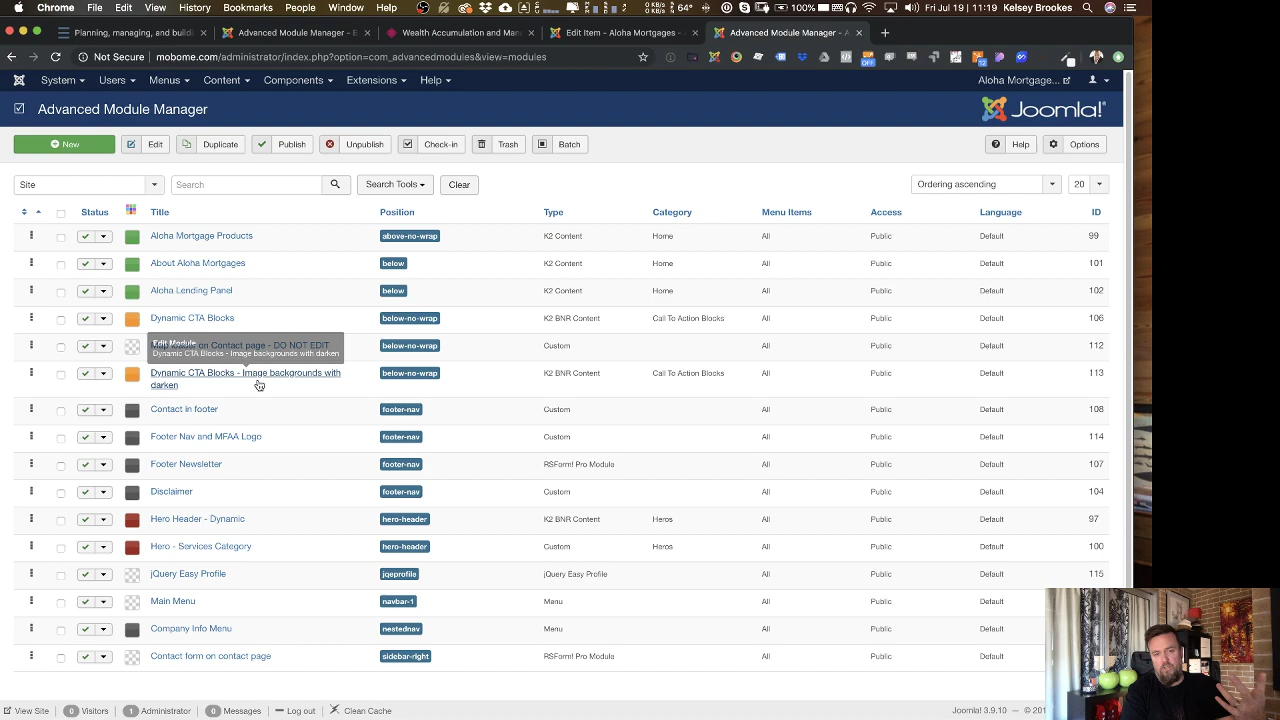 Chrome File Edit View History Bookmarks People Window Help
100% Kelsey Brookes Fri Jul 19 11:19
Planning, managing, and buildi
Advanced Module Manager - E
Wealth Accumulation and Man
Edit Item - Aloha Mortgages -
Advanced Module Manager - A
Not Secure
nomortgages.com/administrator/index.php?option=com_advancedmodules&view=modules
OFF
12
System Users Menus Content Components Extensions Help
Aloha Mortgage...
Advanced Module Manager
Joomla!
New Edit Duplicate Publish Unpublish Check-in Trash Batch Help Options
Site Search Search Tools Clear Ordering ascending 20
Status Title Position Type Category Menu Items Access Language ID
Aloha Mortgage Products above-no-wrap K2 Content Home All Public Default 99
About Aloha Mortgages below K2 Content Home All Public Default 101
Aloha Lending Panel below K2 Content Home All Public Default 102
Dynamic CTA Blocks below-no-wrap K2 BNR Content Call To Action Blocks All Public Default 106
on Contact page - DO NOT EDIT below-no-wrap Custom All Public Default 112
Edit Module
Dynamic CTA Blocks - Image backgrounds with darken
Dynamic CTA Blocks - Image backgrounds with below-no-wrap K2 BNR Content Call To Action Blocks All Public Default 113
darken
Contact in footer footer-nav Custom All Public Default 108
Footer Nav and MFAA Logo footer-nav Custom All Public Default 114
Footer Newsletter footer-nav RSForm! Pro Module All Public Default 107
Disclaimer footer-nav Custom All Public Default 104
Hero Header - Dynamic hero-header K2 BNR Content Heros All Public Default 97
Hero - Services Category hero-header Custom Heros All Public Default 100
jQuery Easy Profile jqeprofile jQuery Easy Profile All Public Default
Main Menu navbar-1 Menu All Public Default
Company Info Menu nestednav Menu All Public Default
Contact form on contact page sidebar-right RSForm! Pro Module All Public Default
View Site 0 Visitors 1 Administrator 0 Messages Log out Clean Cache Joomla! 3.9.10 — © 201